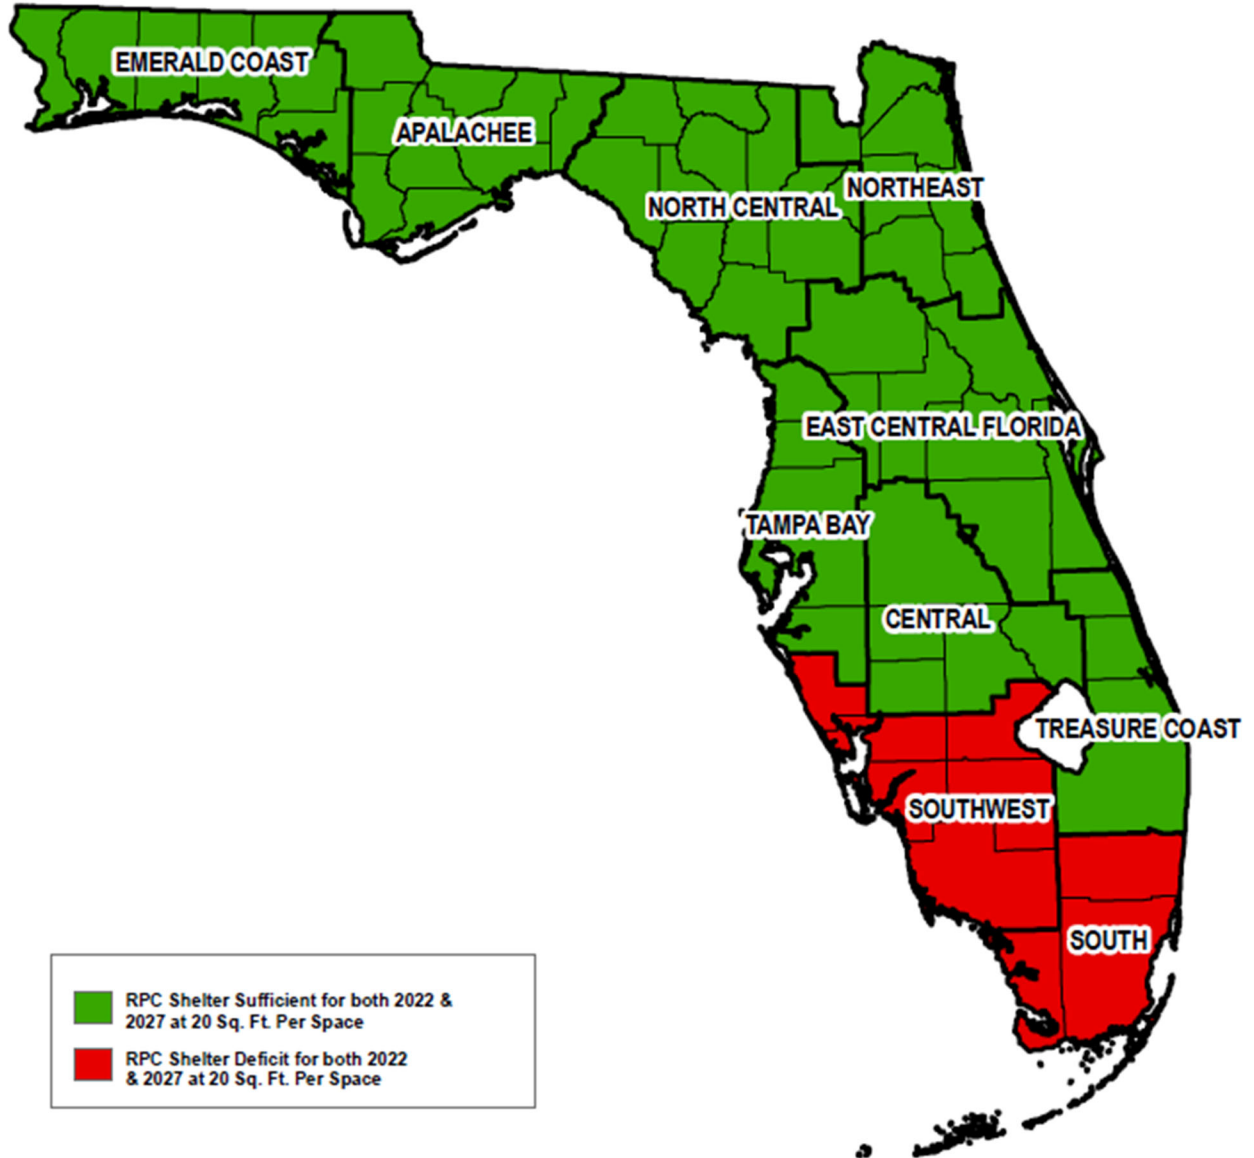 EMERALD COAST
APALACHEE
NORTHEAST
NORTH CENTRAL
EAST CENTRAL FLORIDA
TAMPA BAY
CENTRAL
TREASURE COAST
SOUTHWEST
SOUTH
RPC Shelter Sufficient for both 2022 &
2027 at 20 Sq. Ft. Per Space
RPC Shelter Deficit for both 2022
& 2027 at 20 Sq. Ft. Per Space